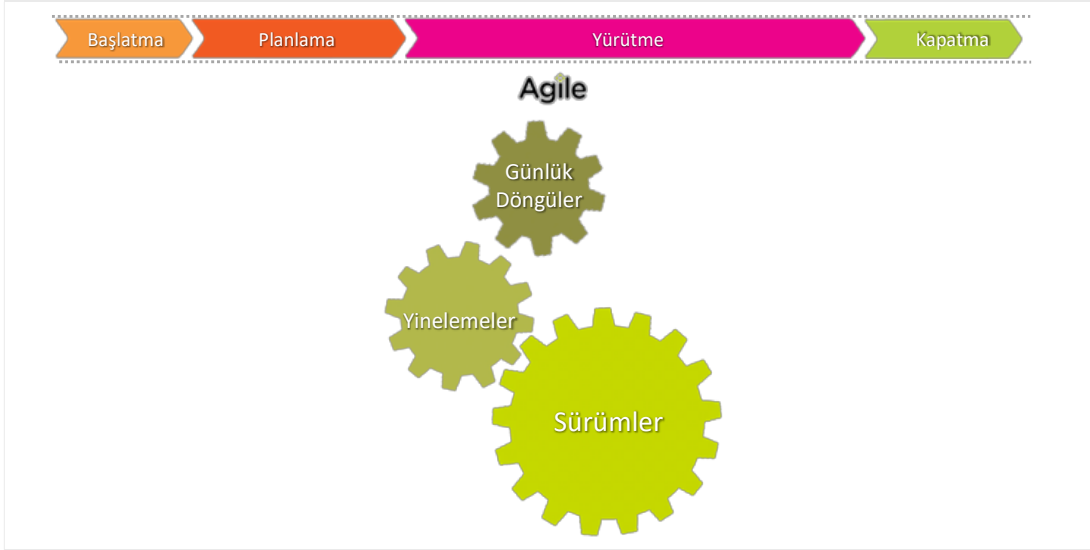 Başlatma
Planlama
Yürütme
Kapatma
Agile
Günlük
Döngüler
Yinelemeler
Sürümler